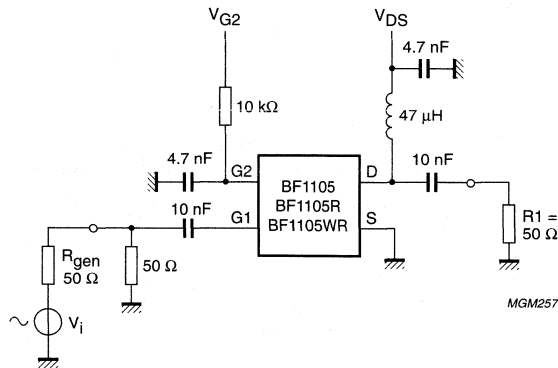 VG2
VDS
4.7 nF
10 kΩ
47 μH
4.7 nF
G2
D
10 nF
BF1105
BF1105R
BF1105WR
10 nF
G1
S
Rgen
50 Ω
50 Ω
R1 =
50 Ω
Vi
MGM257